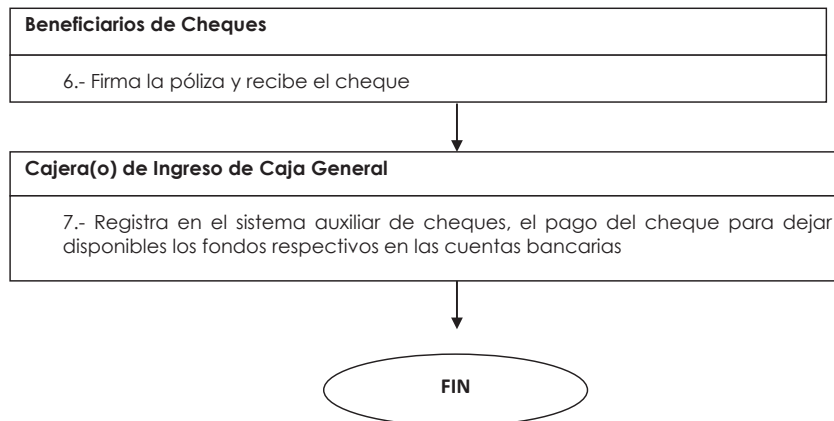 Beneficiarios de Cheques
6.- Firma la póliza y recibe el cheque
Cajera(o) de Ingreso de Caja General
7.- Registra en el sistema auxiliar de cheques, el pago del cheque para dejar
disponibles los fondos respectivos en las cuentas bancarias
FIN